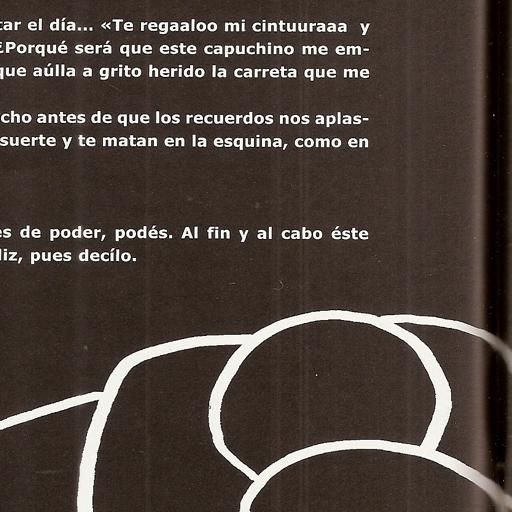 tar el día... «Te regaaloo mi cintuuraaa y
¿Porqué será que este capuchino me em-
que aúlla a grito herido la carreta que me
cho antes de que los recuerdos nos aplas-
suerte y te matan en la esquina, como en
es de poder, podés. Al fin y al cabo éste
liz, pues decílo.